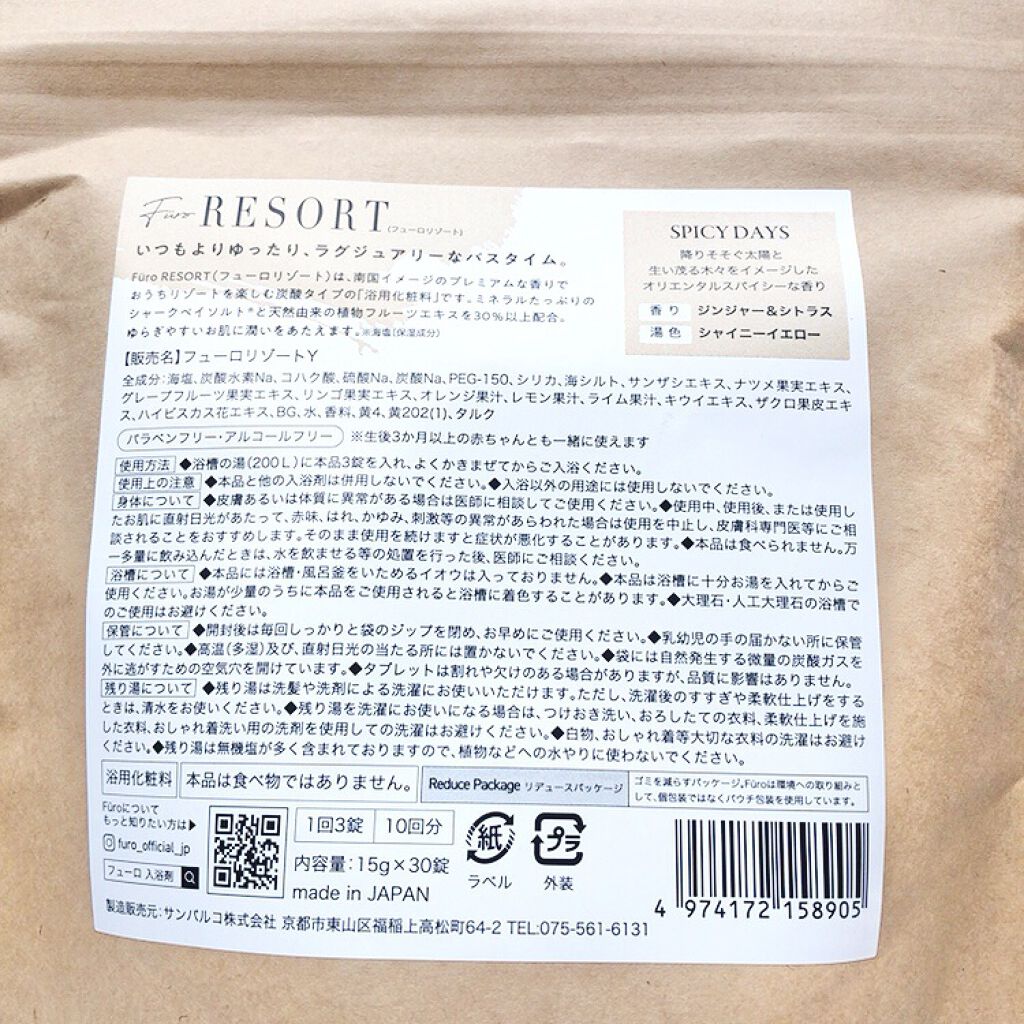 Füro RESORT(フューロリゾート)
いつもよりゆったり、ラグジュアリーなバスタイム。
Füro RESORT(フューロリゾート)は、南国イメージのプレミアムな香りで
おうちリゾートを楽しむ炭酸タイプの「浴用化粧料」です。ミネラルたっぷりの
シャークベイソルト※と天然由来の植物フルーツエキスを30%以上配合。
ゆらぎやすいお肌に潤いをあたえます。※海塩(保湿成分)
SPICY DAYS
降りそそぐ太陽と
生い茂る木々をイメージした
オリエンタルスパイシーな香り
香り ジンジャー&シトラス
湯色 シャイニーイエロー
【販売名】フューロリゾートY
全成分:海塩、炭酸水素Na、コハク酸、硫酸Na、炭酸Na、PEG-150、シリカ、海シルト、サンザシエキス、ナツメ果実エキス、
グレープフルーツ果実エキス、リンゴ果実エキス、オレンジ果汁、レモン果汁、ライム果汁、キウイエキス、ザクロ果皮エキ
ス、ハイビスカス花エキス、BG、水、香料、黄4、黄202(1)、タルク
パラベンフリー・アルコールフリー ※生後3か月以上の赤ちゃんとも一緒に使えます
使用方法 ◆浴槽の湯(200L)に本品3錠を入れ、よくかきまぜてからご入浴ください。
使用上の注意 ◆本品と他の入浴剤は併用しないでください。◆入浴以外の用途には使用しないでください。
身体について ◆皮膚あるいは体質に異常がある場合は医師に相談してご使用ください。◆使用中、使用後、または使用し
たお肌に直射日光があたって、赤味、はれ、かゆみ、刺激等の異常があらわれた場合は使用を中止し、皮膚科専門医等にご相
談されることをおすすめします。そのまま使用を続けますと症状が悪化することがあります。◆本品は食べられません。万
一多量に飲み込んだときは、水を飲ませる等の処置を行った後、医師にご相談ください。
浴槽について ◆本品には浴槽・風呂釜をいためるイオウは入っておりません。◆本品は浴槽に十分お湯を入れてからご
使用ください。お湯が少量のうちに本品をご使用されると浴槽に着色することがあります。◆大理石・人工大理石の浴槽で
のご使用はお避けください。
保管について ◆開封後は毎回しっかりと袋のジップを閉め、お早めにご使用ください。◆乳幼児の手の届かない所に保管
してください。◆高温(多湿)及び、直射日光の当たる所には置かないでください。◆袋には自然発生する微量の炭酸ガスを
外に逃がすための空気穴を開けています。◆タブレットは割れや欠けのある場合がありますが、品質に影響はありません。
残り湯について ◆残り湯は洗髪や洗剤による洗濯にお使いいただけます。ただし、洗濯後のすすぎや柔軟仕上げをする
ときは、清水をお使いください。◆残り湯を洗濯にお使いになる場合は、つけおき洗い、おろしたての衣料、柔軟仕上げを施
した衣料、おしゃれ着洗い用の洗剤を使用しての洗濯はお避けください。◆白物、おしゃれ着等大切な衣料の洗濯はお避け
ください。◆残り湯は無機塩が多く含まれておりますので、植物などへの水やりに使わないでください。
浴用化粧料 本品は食べ物ではありません。 Reduce Package リデュースパッケージ
ゴミを減らすパッケージ。Füroは環境への取り組みと
して、個包装ではなくパウチ包装を使用しています。
Füroについて
もっと知りたい方は▶
furo_official_jp
フューロ 入浴剤
1回3錠 10回分
内容量:15g×30錠
made in JAPAN
紙
ラベル
プラ
外装
4 974172 158905
製造販売元:サンパルコ株式会社 京都市東山区福稲上高松町64-2 TEL:075-561-6131